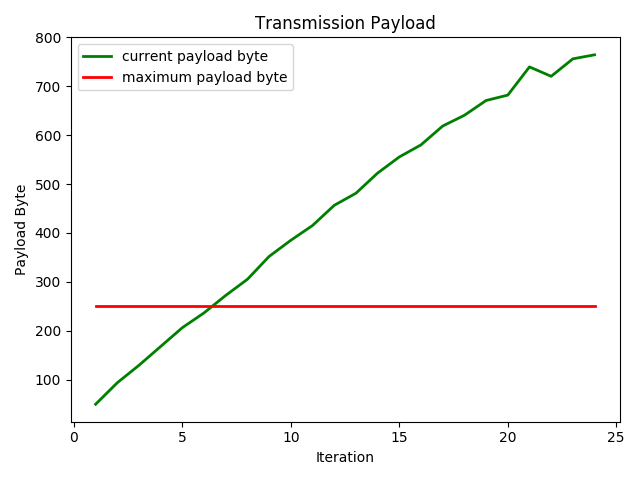 Transmission Payload
current payload byte
maximum payload byte
800
700
600
500
400
300
200
100
Payload Byte
0 5 10 15 20 25
Iteration